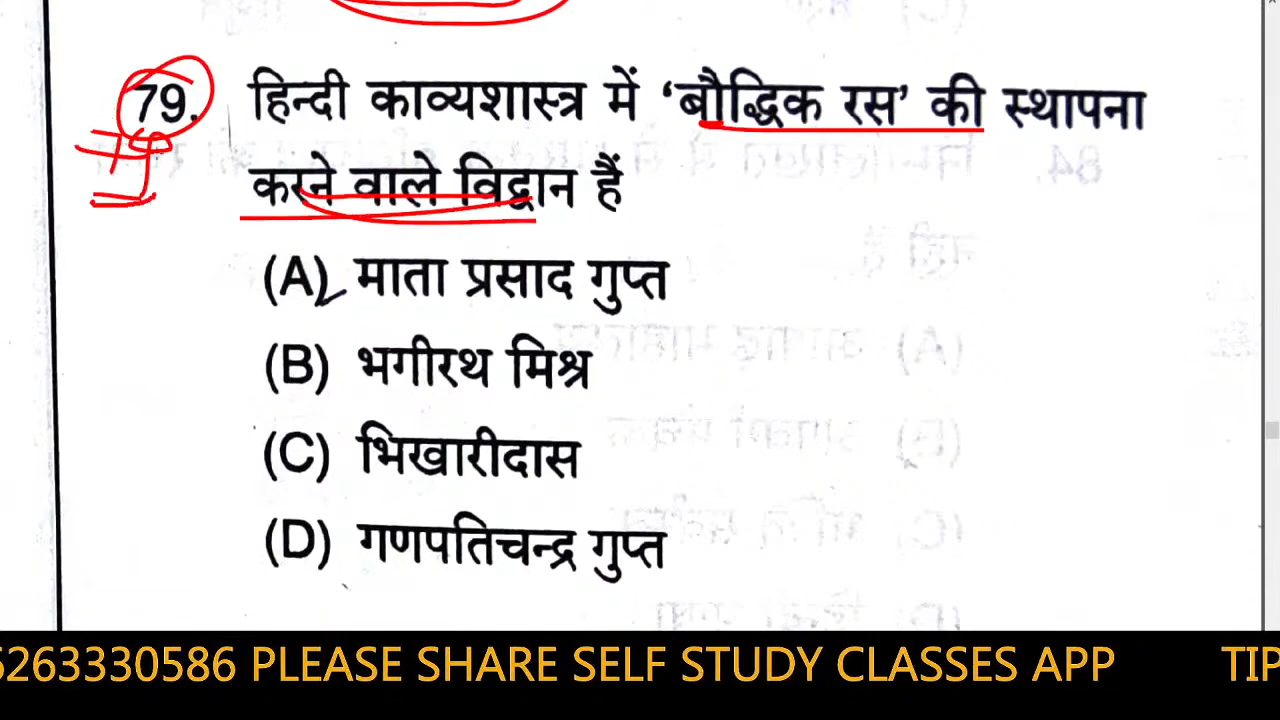 79. हिन्दी काव्यशास्त्र में ‘बौद्धिक रस’ की स्थापना
करने वाले विद्वान हैं
(A) माता प्रसाद गुप्त
(B) भगीरथ मिश्र
(C) भिखारीदास
(D) गणपतिचन्द्र गुप्त
5263330586 PLEASE SHARE SELF STUDY CLASSES APP TIP